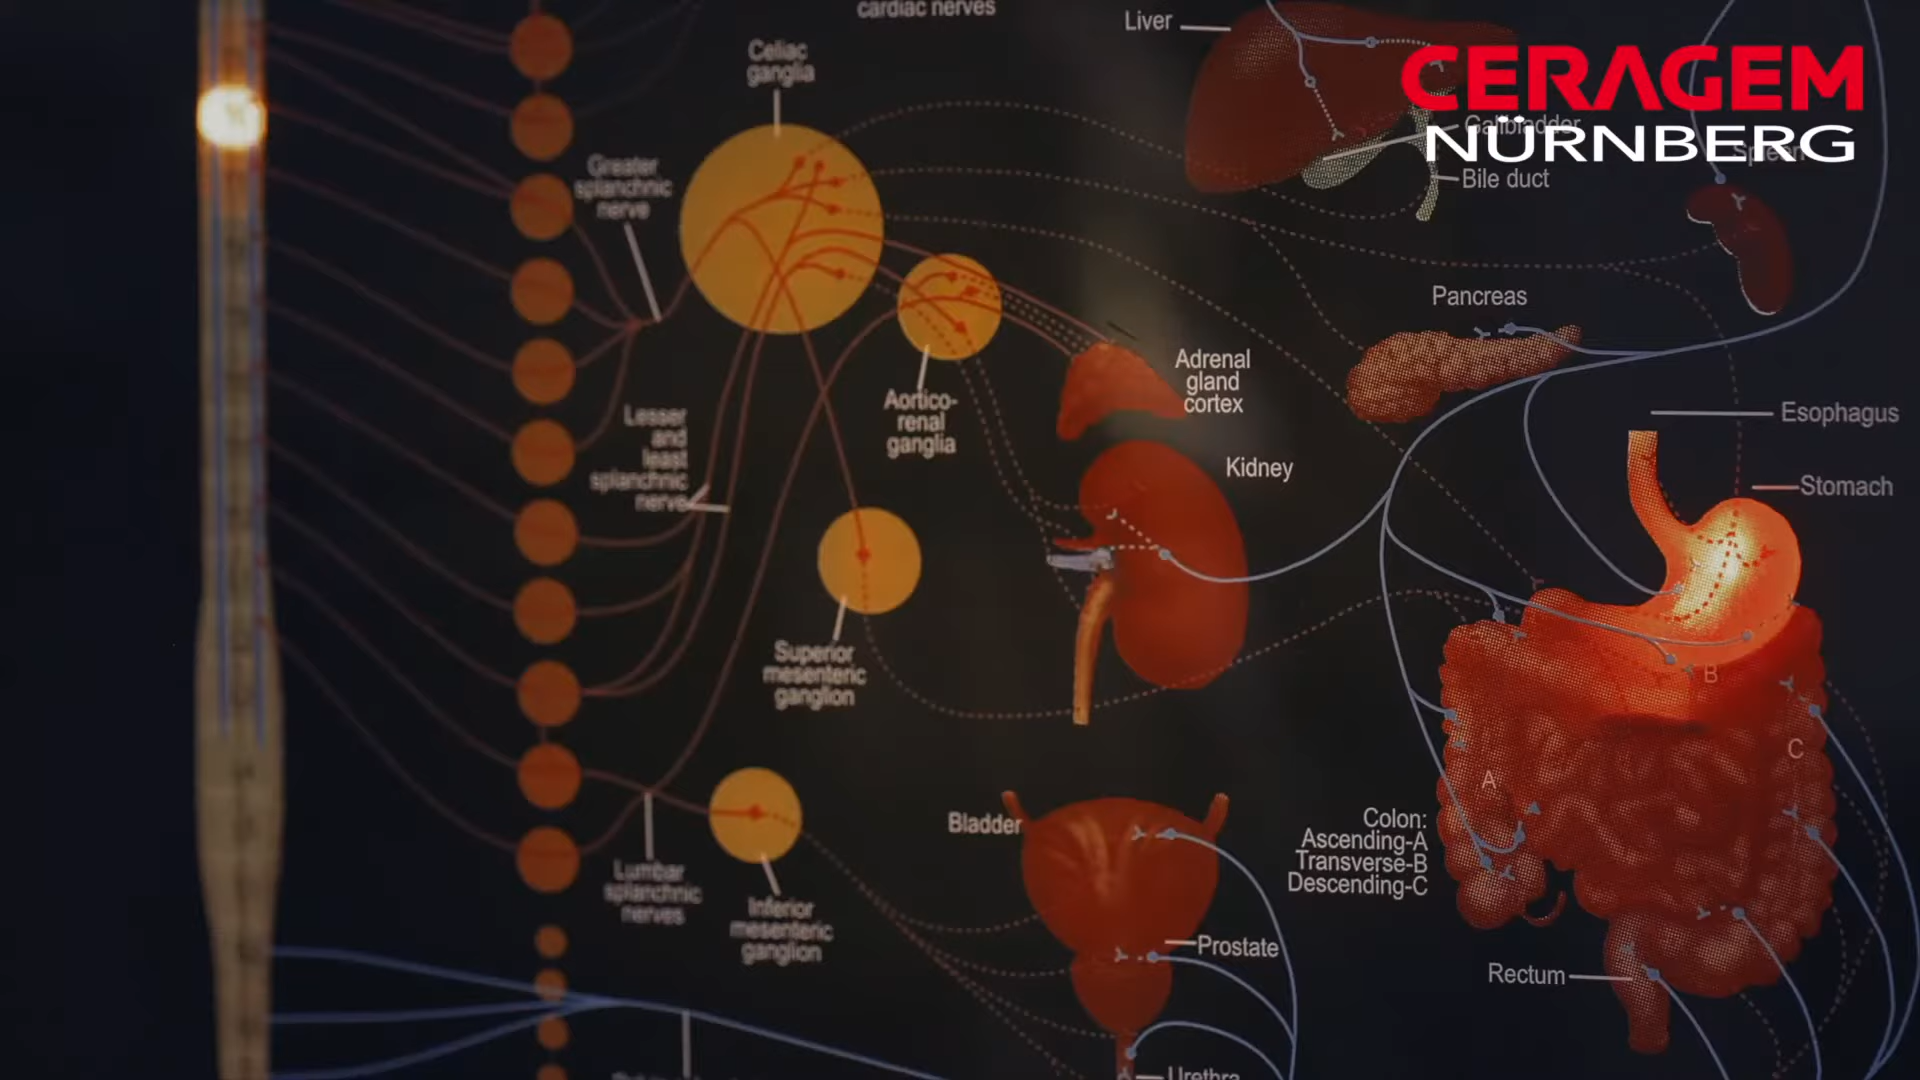 cardiac nerves
Liver
CERAGEM
NÜRNBERG
Celiac
ganglia
Gallbladder
Spleen
Bile duct
Greater
splanchnic
nerve
Pancreas
Adrenal
gland
cortex
Aortico-
renal
ganglia
Esophagus
Lesser
and
least
splanchnic
nerve
Kidney
Stomach
Superior
mesenteric
ganglion
B
C
A
Bladder
Colon:
Ascending-A
Transverse-B
Descending-C
Lumbar
splanchnic
nerves
Inferior
mesenteric
ganglion
Prostate
Rectum
Urethra